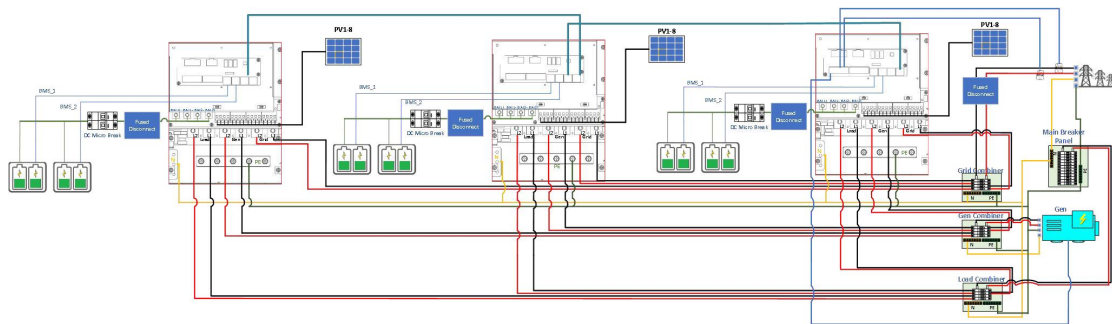 PV1-8
PV1-8
PV1-8
BMS_1
BMS_2
DC Micro Break
Fused
Disconnect
BMS_1
BMS_2
DC Micro Break
Fused
Disconnect
BMS_1
BMS_2
DC Micro Break
Fused
Disconnect
Fused
Disconnect
Load
Gen
Grid
PE
Load
Gen
Grid
PE
Load
Gen
Grid
PE
Main Breaker
Panel
Grid Combiner
N
PE
Gen
Gen Combiner
N
PE
Load Combiner
N
PE